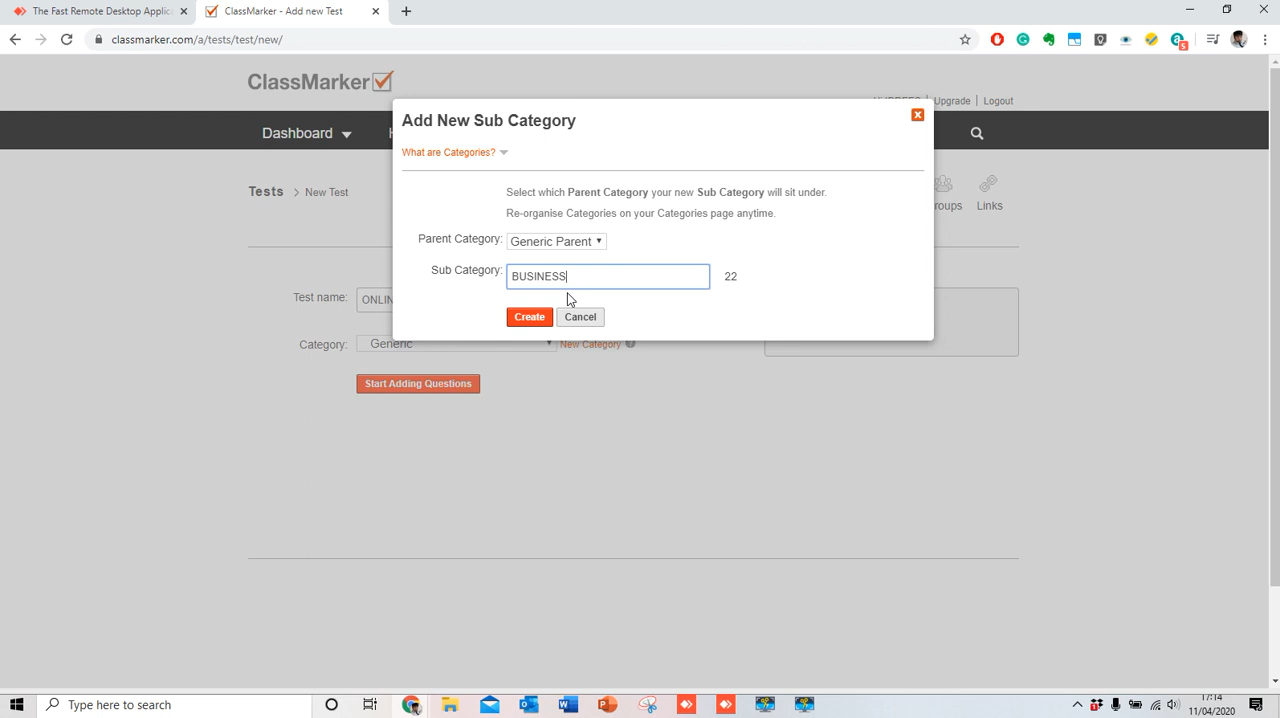 The Fast Remote Desktop Applic
ClassMarker - Add new Test
classmarker.com/a/tests/test/new/
5
ClassMarker
Upgrade
Logout
Dashboard
H
Tests > New Test
roups
Links
Add New Sub Category
What are Categories?
Select which Parent Category your new Sub Category will sit under.
Re-organise Categories on your Categories page anytime.
Parent Category: Generic Parent
Sub Category: BUSINESS 22
Create Cancel
Test name: ONLIN
Category: Generic New Category ?
Start Adding Questions
Type here to search
17:14
11/04/2020